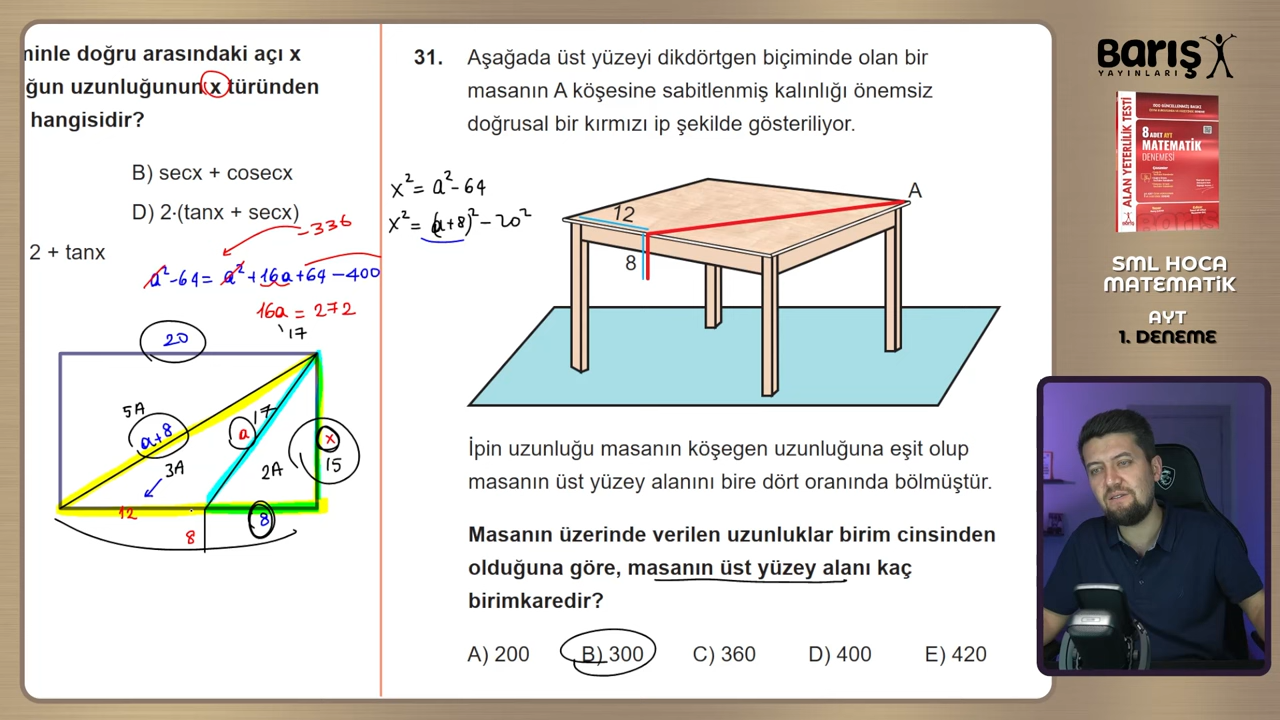 ninle doğru arasındaki açı x
ğun uzunluğunun x türünden
hangisidir?
B) secx + cosecx
D) 2·(tanx + secx)
2 + tanx
-336
a² - 64 = a² + 16a + 64 - 400
16a = 272
17
20
5A
a+8
3A
a
17
2A
x
15
12
8
8
31. Aşağada üst yüzeyi dikdörtgen biçiminde olan bir
masanın A köşesine sabitlenmiş kalınlığı önemsiz
doğrusal bir kırmızı ip şekilde gösteriliyor.
x² = a² - 64
x² = (a+8)² - 20²
12
8
A
İpin uzunluğu masanın köşegen uzunluğuna eşit olup
masanın üst yüzey alanını bire dört oranında bölmüştür.
Masanın üzerinde verilen uzunluklar birim cinsinden
olduğuna göre, masanın üst yüzey alanı kaç
birimkaredir?
A) 200 B) 300 C) 360 D) 400 E) 420
BARIŞ
YAYINLARI
ALAN YETERLİLİK TESTİ
8 ADET AYT
MATEMATİK
DENEMESİ
SML HOCA
MATEMATİK
AYT
1. DENEME